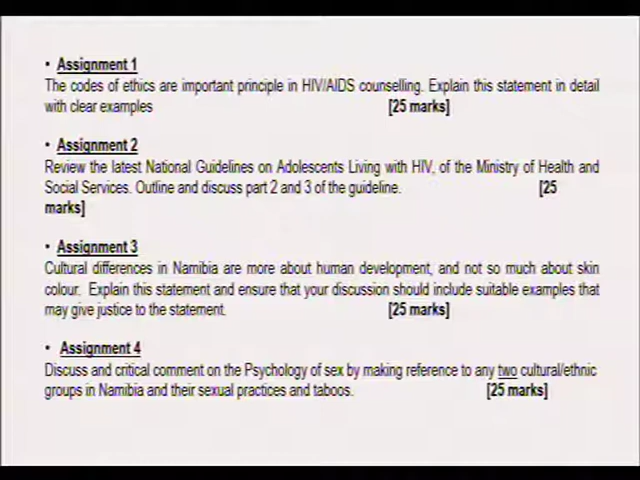 • Assignment 1
The codes of ethics are important principle in HIV/AIDS counselling. Explain this statement in detail
with clear examples [25 marks]
• Assignment 2
Review the latest National Guidelines on Adolescents Living with HIV, of the Ministry of Health and
Social Services. Outline and discuss part 2 and 3 of the guideline. [25
marks]
• Assignment 3
Cultural differences in Namibia are more about human development, and not so much about skin
colour. Explain this statement and ensure that your discussion should include suitable examples that
may give justice to the statement. [25 marks]
• Assignment 4
Discuss and critical comment on the Psychology of sex by making reference to any two cultural/ethnic
groups in Namibia and their sexual practices and taboos. [25 marks]